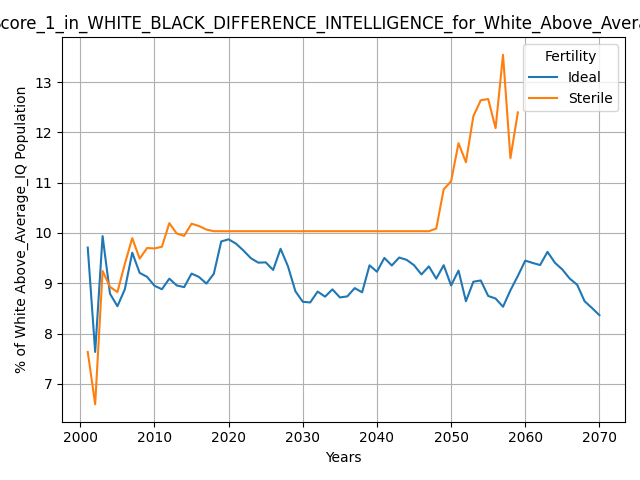 core_1_in_WHITE_BLACK_DIFFERENCE_INTELLIGENCE_for_White_Above_Avera
% of White Above_Average_IQ Population
13
12
11
10
9
8
7
Fertility
Ideal
Sterile
2000 2010 2020 2030 2040 2050 2060 2070
Years